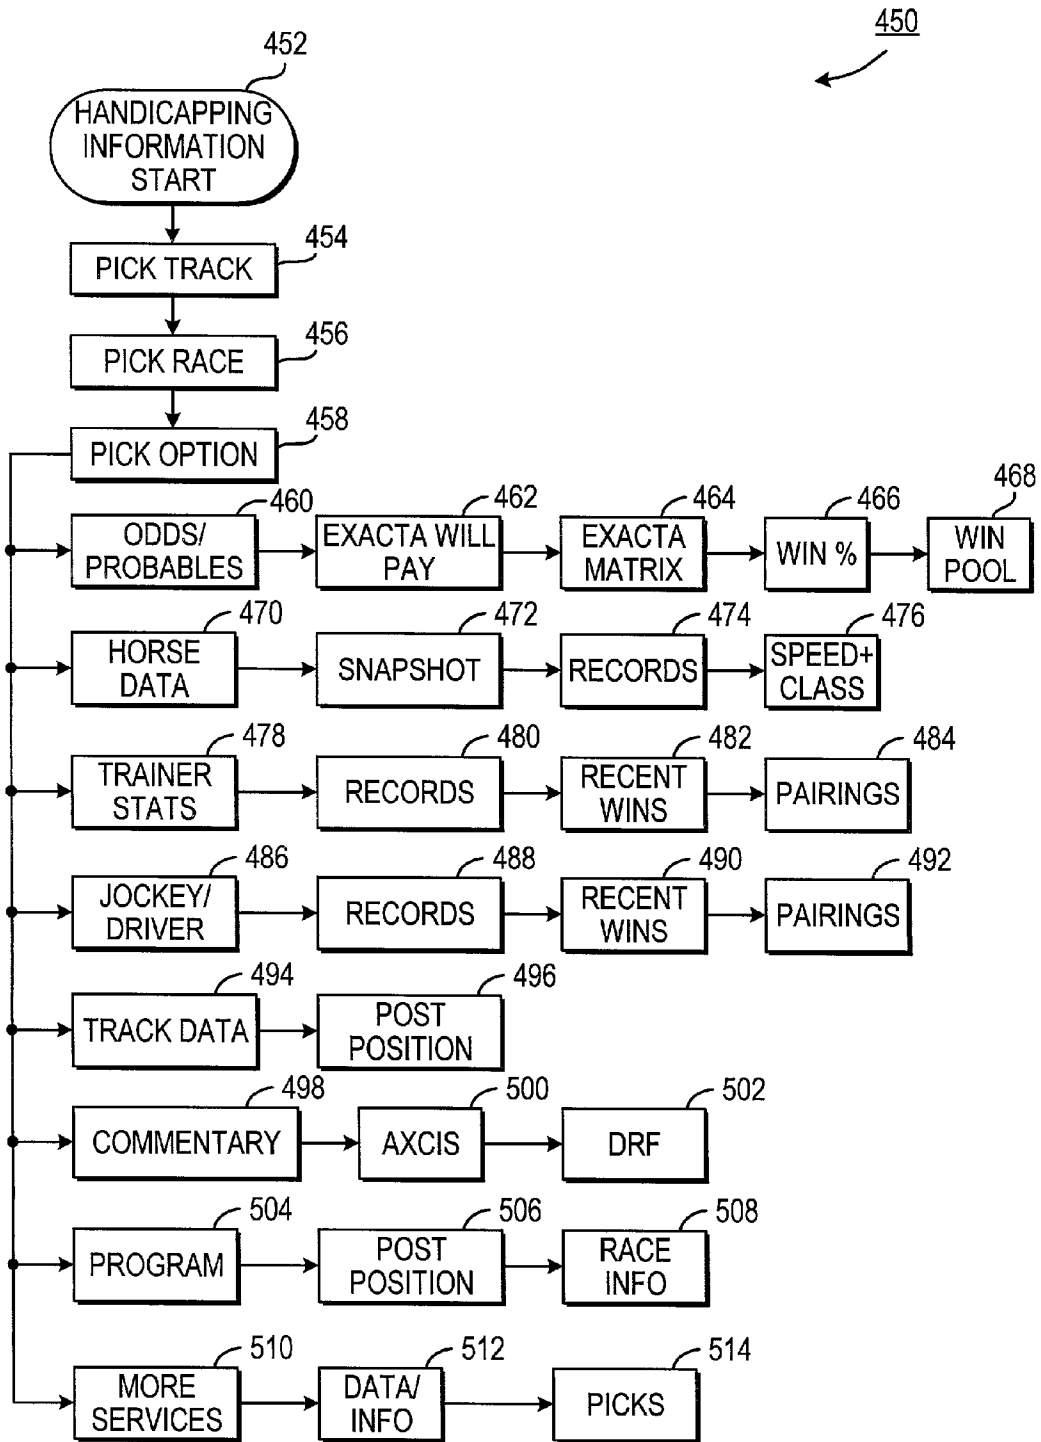 450
452
HANDICAPPING
INFORMATION
START
454
PICK TRACK
456
PICK RACE
458
PICK OPTION
460
ODDS/
PROBABLES
462
EXACTA WILL
PAY
464
EXACTA
MATRIX
466
WIN %
468
WIN
POOL
470
HORSE
DATA
472
SNAPSHOT
474
RECORDS
476
SPEED+
CLASS
478
TRAINER
STATS
480
RECORDS
482
RECENT
WINS
484
PAIRINGS
486
JOCKEY/
DRIVER
488
RECORDS
490
RECENT
WINS
492
PAIRINGS
494
TRACK DATA
496
POST
POSITION
498
COMMENTARY
500
AXCIS
502
DRF
504
PROGRAM
506
POST
POSITION
508
RACE
INFO
510
MORE
SERVICES
512
DATA/
INFO
514
PICKS